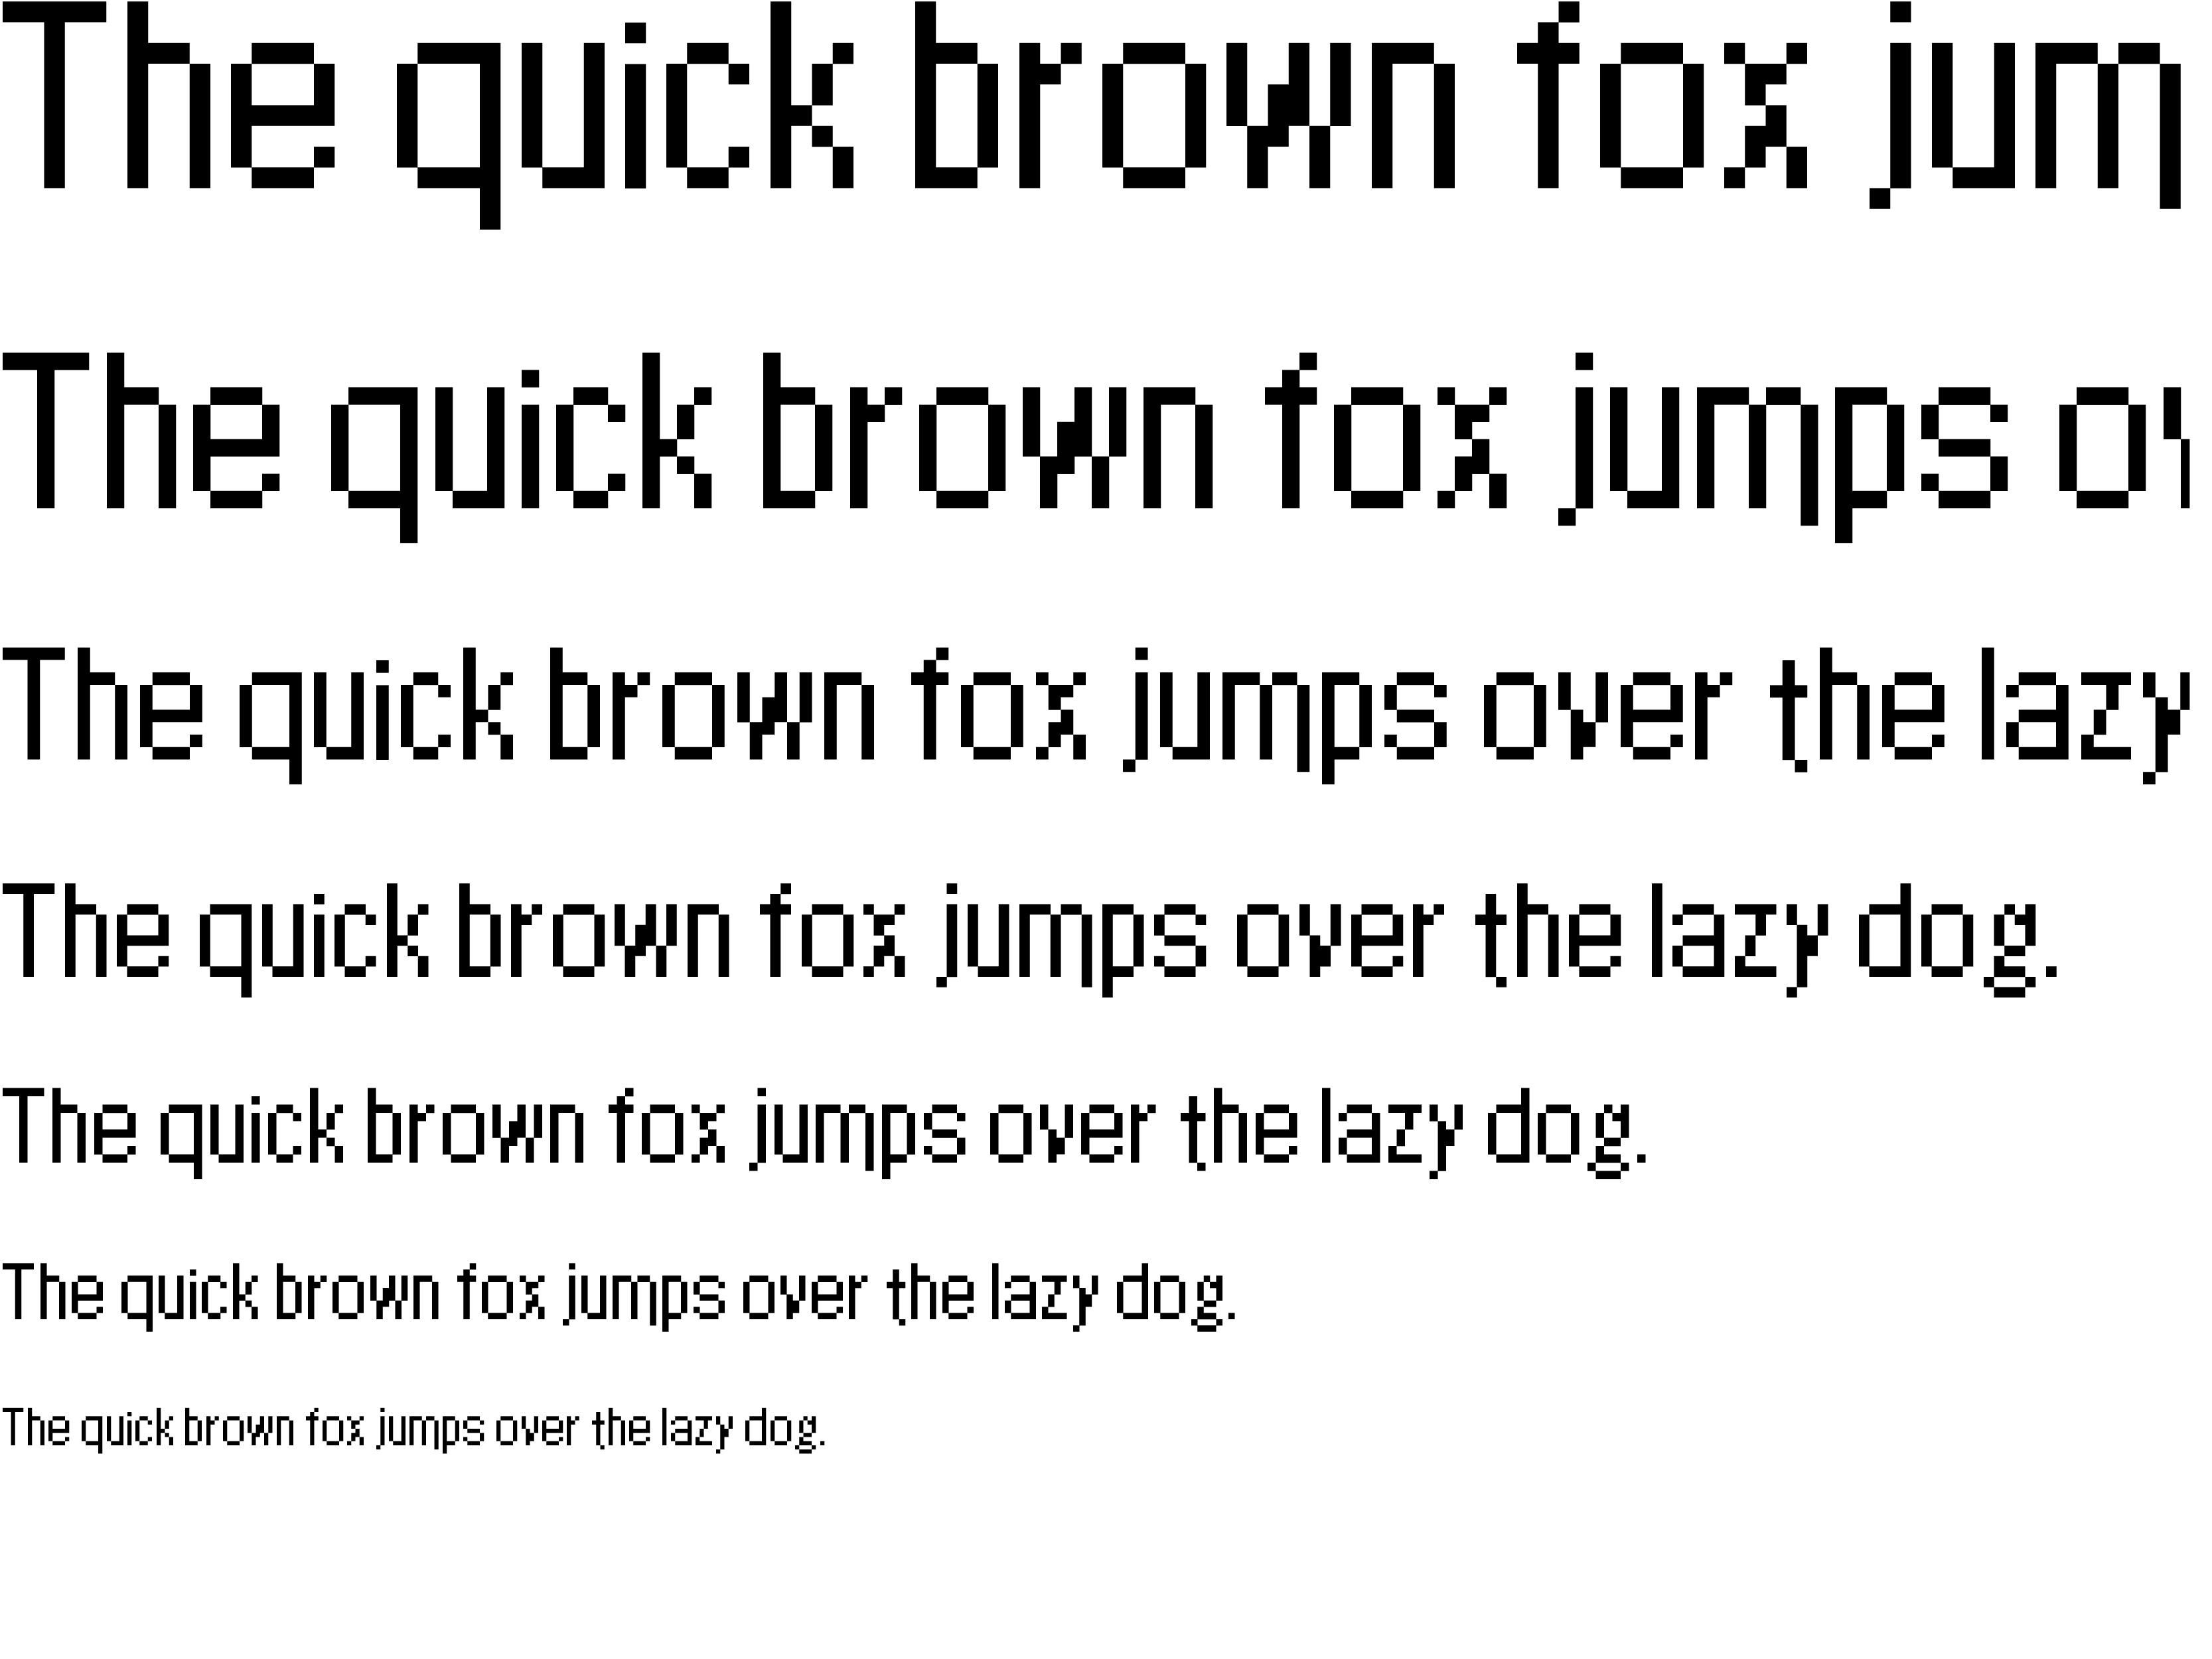 The quick brown fox jum
The quick brown fox jumps ov
The quick brown fox jumps over the lazy
The quick brown fox jumps over the lazy dog.
The quick brown fox jumps over the lazy dog.
The quick brown fox jumps over the lazy dog.
The quick brown fox jumps over the lazy dog.